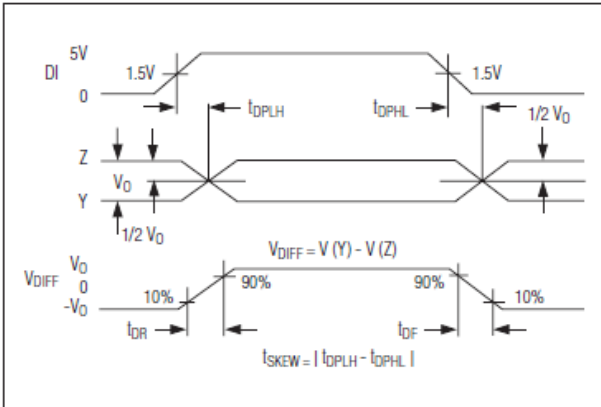 5V
DI
1.5V
1.5V
0
tDPLH
tDPHL
1/2 VO
Z
VO
Y
1/2 VO
VDIFF = V (Y) - V (Z)
VO
VDIFF
0
90%
90%
10%
10%
-VO
tDR
tDF
tSKEW = | tDPLH - tDPHL |